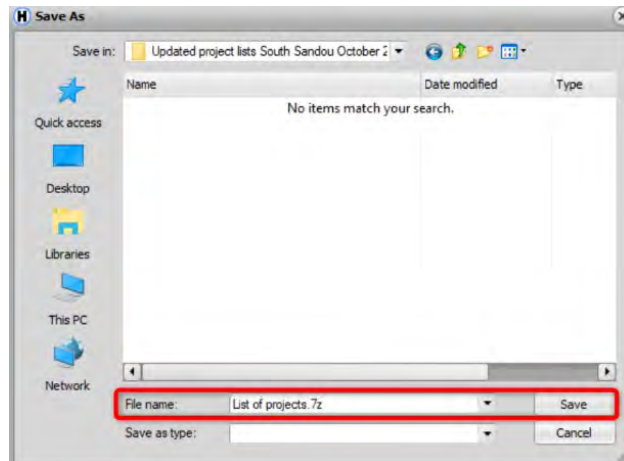 H Save As
Save in: Updated project lists South Sandou October 2
Name Date modified Type
No items match your search.
Quick access
Desktop
Libraries
This PC
Network
File name: List of projects.7z Save
Save as type: Cancel